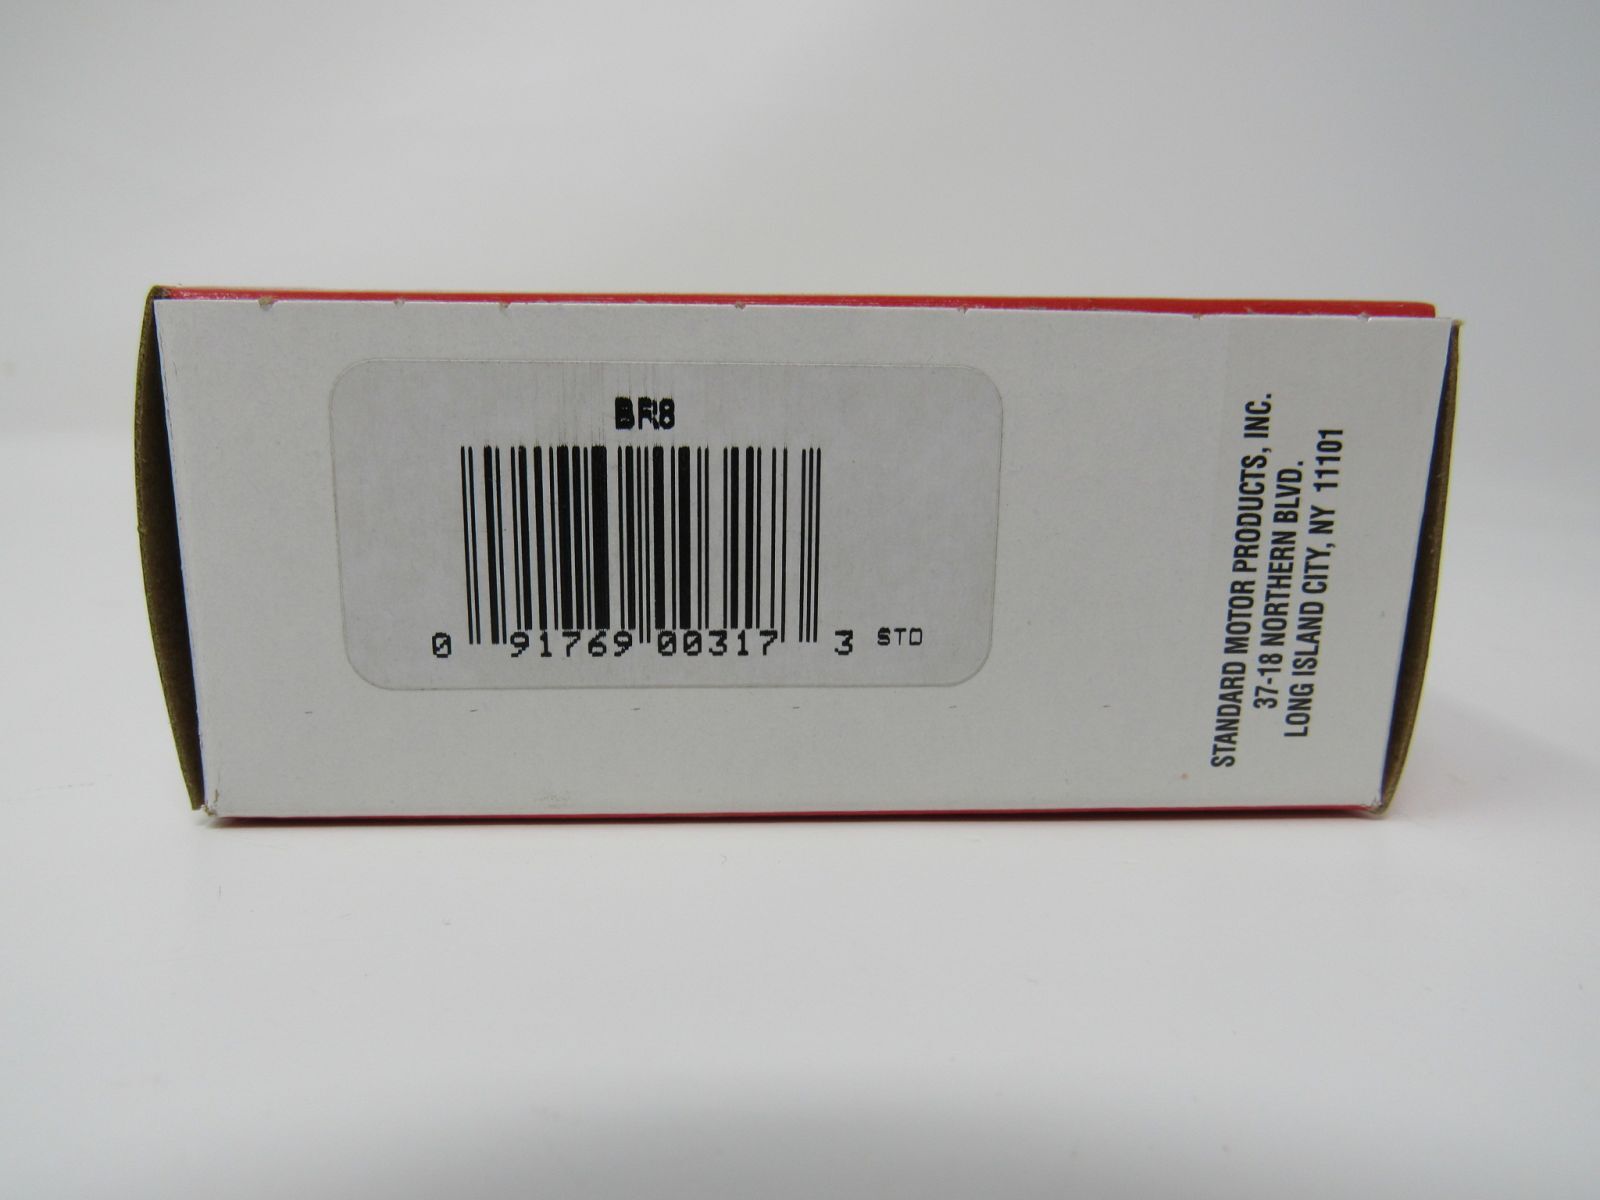 BR8
0 91769 00317 3 STD
STANDARD MOTOR PRODUCTS, INC.
37-18 NORTHERN BLVD.
LONG ISLAND CITY, NY 11101